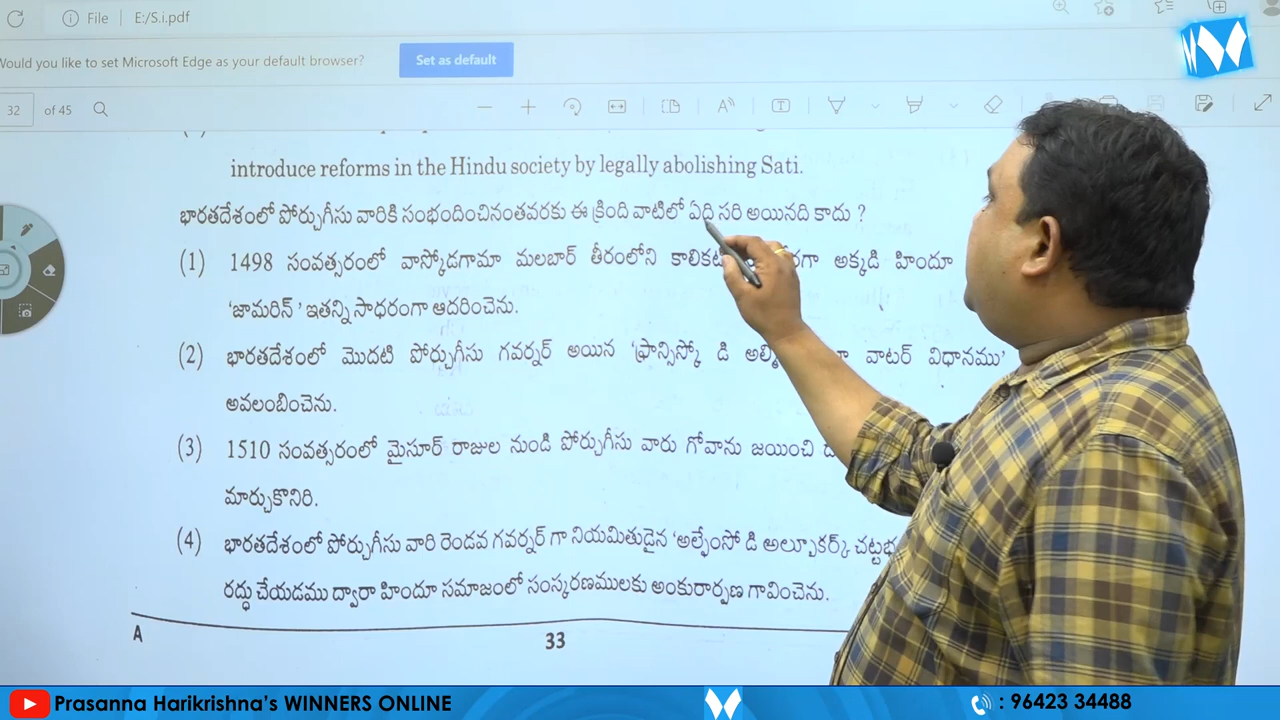 File E:/S.i.pdf
Would you like to set Microsoft Edge as your default browser? Set as default
32 of 45
introduce reforms in the Hindu society by legally abolishing Sati.
భారతదేశంలో పోర్చుగీసు వారికి సంభందించినంతవరకు ఈ క్రింది వాటిలో ఏది సరి అయినది కాదు ?
(1) 1498 సంవత్సరంలో వాస్కోడగామా మలబార్ తీరంలోని అక్కడి హిందూ
'జామరిన్ ' ఇతన్ని సాధరంగా ఆదరించెను.
(2) భారతదేశంలో మొదటి పోర్చుగీసు గవర్నర్ అయిన 'ఫ్రాన్సిస్కో డి వాటర్ విధానము'
అవలంబించెను.
(3) 1510 సంవత్సరంలో మైసూర్ రాజుల నుండి పోర్చుగీసు వారు గోవాను జయించి
మార్చుకొనిరి.
(4) భారతదేశంలో పోర్చుగీసు వారి రెండవ గవర్నర్ గా నియమితుడైన 'అల్ఫేంసో డి అల్బూకర్క్
రద్దు చేయడము ద్వారా హిందూ సమాజంలో సంస్కరణములకు అంకురార్పణ గావించెను.
A 33
Prasanna Harikrishna's WINNERS ONLINE : 96423 34488